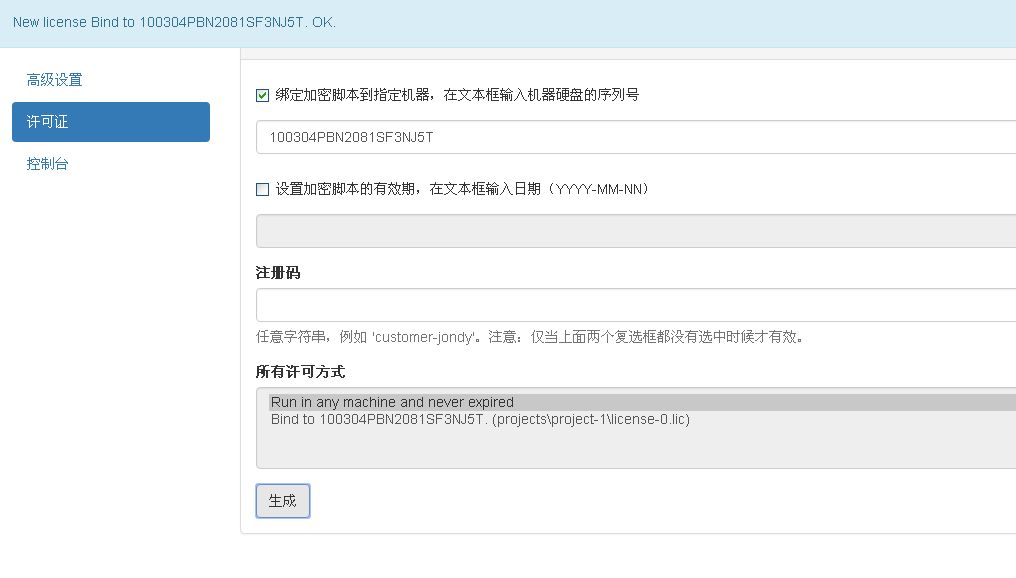 New license Bind to 100304PBN2081SF3NJ5T. OK.
高级设置
许可证
控制台
绑定加密脚本到指定机器，在文本框输入机器硬盘的序列号
100304PBN2081SF3NJ5T
设置加密脚本的有效期，在文本框输入日期（YYYY-MM-NN）
注册码
任意字符串，例如 'customer-jondy'。注意：仅当上面两个复选框都没有选中时候才有效。
所有许可方式
Run in any machine and never expired
Bind to 100304PBN2081SF3NJ5T. (projects\project-1\license-0.lic)
生成